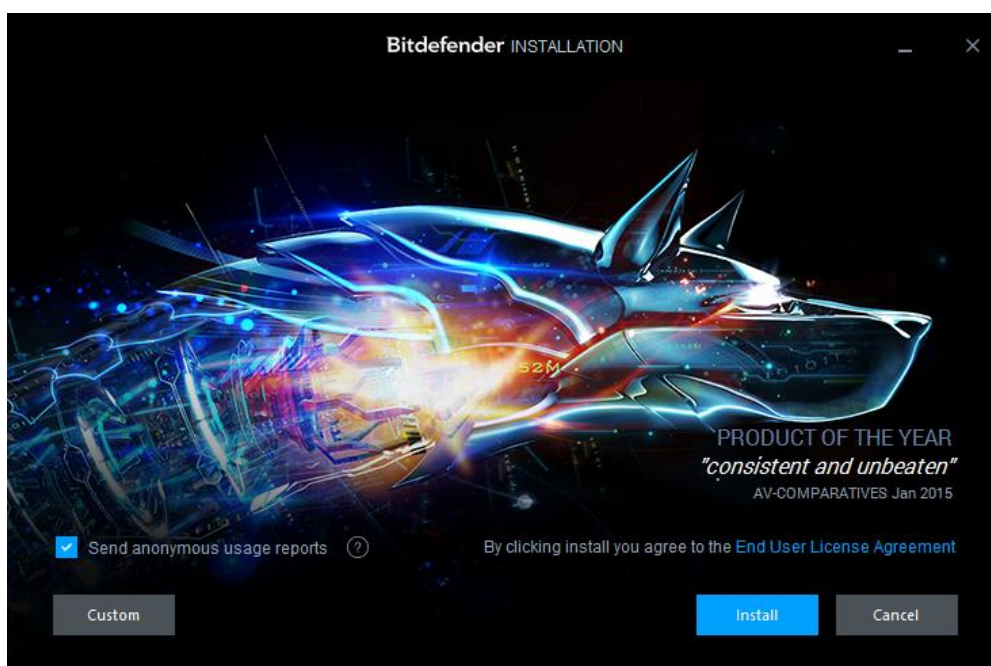 Bitdefender INSTALLATION
52M
PRODUCT OF THE YEAR
"consistent and unbeaten"
AV-COMPARATIVES Jan 2015
Send anonymous usage reports ?
By clicking install you agree to the End User License Agreement
Custom
Install
Cancel